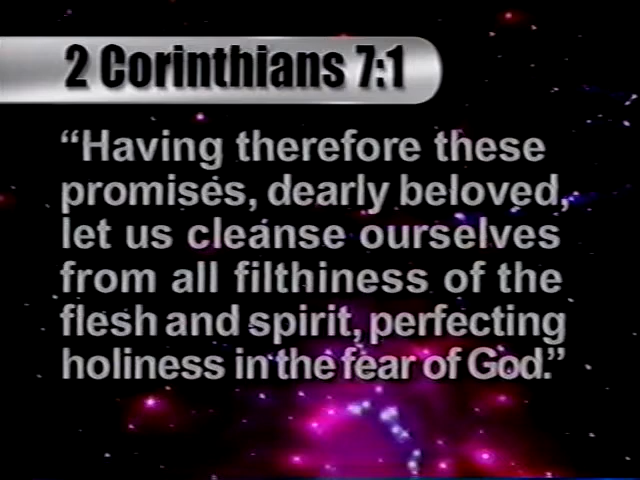 2 Corinthians 7:1
“Having therefore these
promises, dearly beloved,
let us cleanse ourselves
from all filthiness of the
flesh and spirit, perfecting
holiness in the fear of God.”